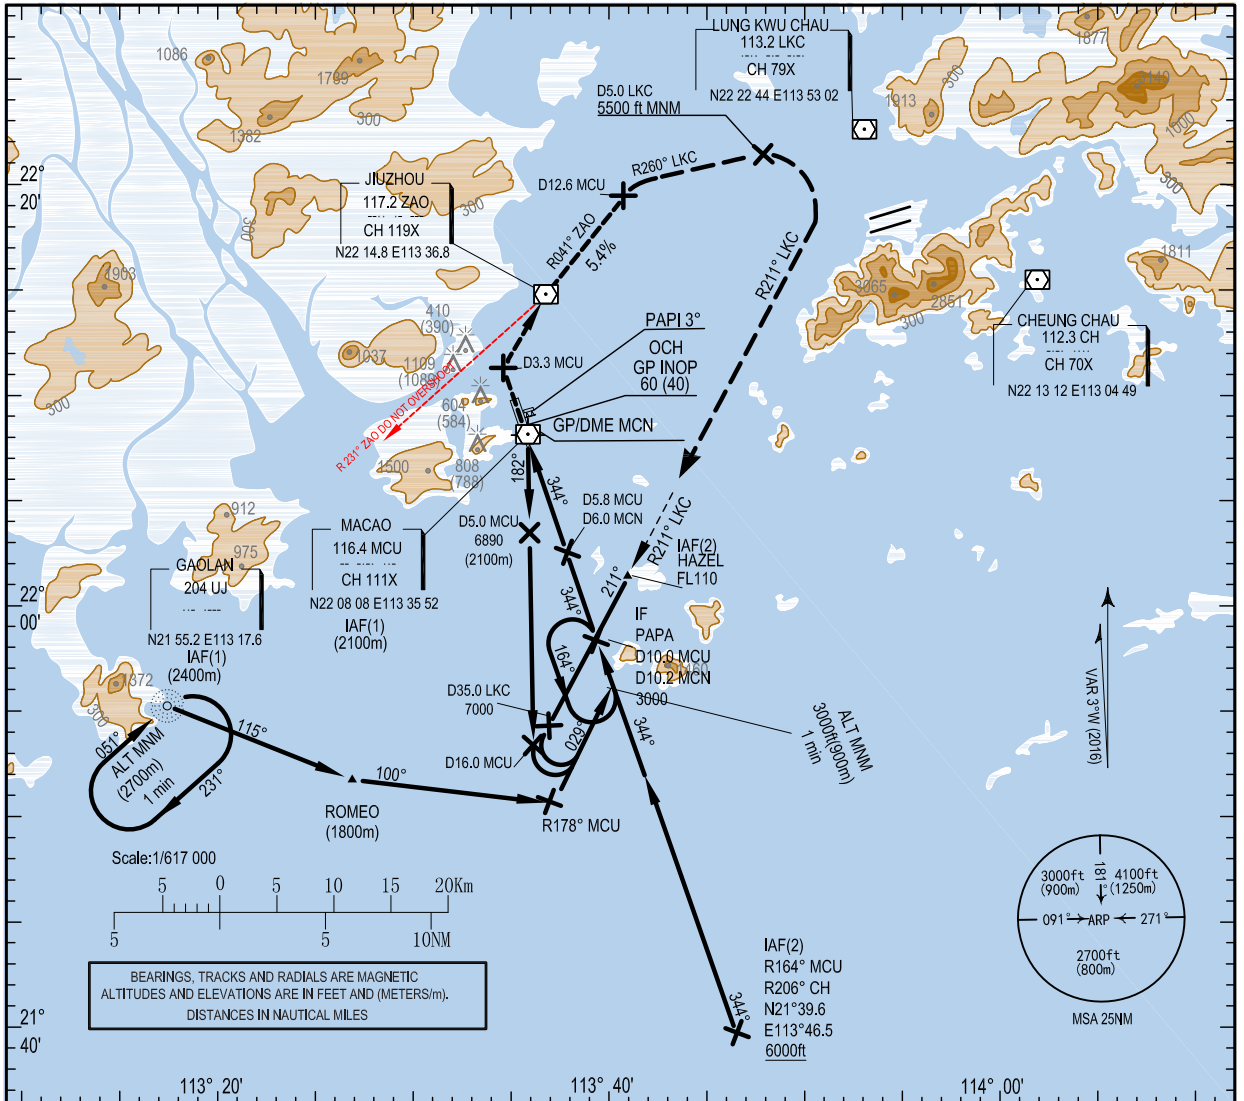 LUNG KWU CHAU
113.2 LKC
CH 79X
N22 22 44 E113 53 02
1877
300
2149
1913
1000
300
1086
1789
1382
300
D5.0 LKC
5500 ft MNM
R260° LKC
D12.6 MCU
22°
20'
JIUZHOU
117.2 ZAO
CH 119X
N22 14.8 E113 36.8
300
300
R041° ZAO
5.4%
R211° LKC
1903
300
1811
3065
2851
300
CHEUNG CHAU
112.3 CH
CH 70X
N22 13 12 E113 04 49
410
(390)
1037
1109
(1089)
604
(584)
D3.3 MCU
PAPI 3°
OCH
GP INOP
60 (40)
GP/DME MCN
R 231° ZAO DO NOT OVERSHOOT
1500
808
(788)
182°
344°
D5.8 MCU
D6.0 MCN
D5.0 MCU
6890
(2100m)
R211° LKC
912
975
GAOLAN
204 UJ
N21 55.2 E113 17.6
IAF(1)
(2400m)
MACAO
116.4 MCU
CH 111X
N22 08 08 E113 35 52
IAF(1)
(2100m)
IAF(2)
HAZEL
FL110
211°
344°
22°
00'
IF
PAPA
D10.0 MCU
D10.2 MCN
3000
1160
164°
1372
300
D35.0 LKC
7000
029°
344°
D16.0 MCU
ALT MNM
3000ft(900m)
1 min
VAR 3°W (2016)
051°
ALT MNM
(2700m)
1 min
231°
115°
100°
ROMEO
(1800m)
R178° MCU
Scale:1/617 000
5 0 5 10 15 20Km
5 5 10NM
BEARINGS, TRACKS AND RADIALS ARE MAGNETIC
ALTITUDES AND ELEVATIONS ARE IN FEET AND (METERS/m).
DISTANCES IN NAUTICAL MILES
3000ft
(900m)
181°
4100ft
(1250m)
091° ARP 271°
2700ft
(800m)
MSA 25NM
IAF(2)
R164° MCU
R206° CH
N21°39.6
E113°46.5
6000ft
344°
21°
40'
113° 20' 113° 40' 114° 00'